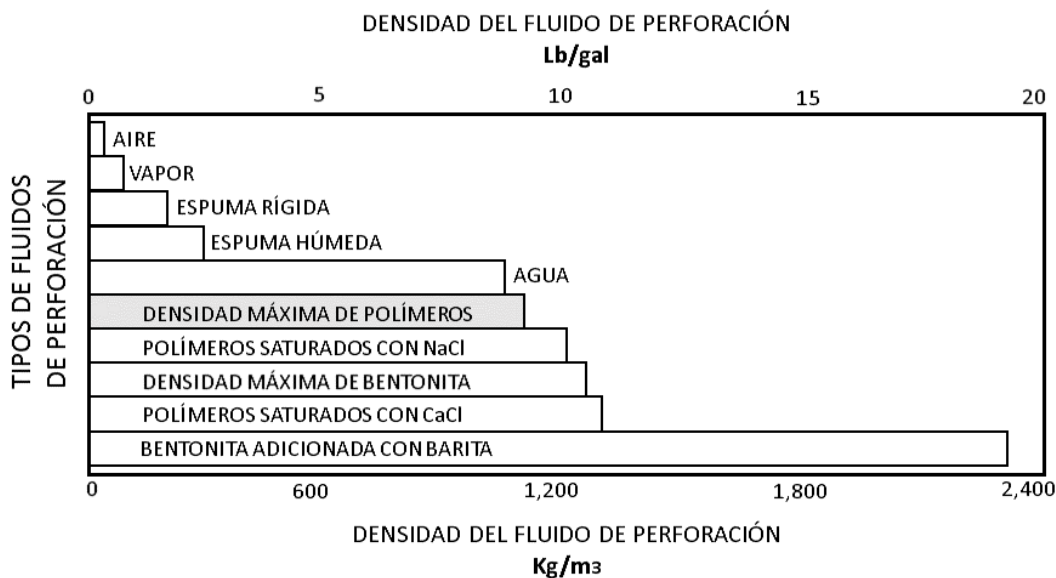 DENSIDAD DEL FLUIDO DE PERFORACIÓN
Lb/gal
0 5 10 15 20
TIPOS DE FLUIDOS
DE PERFORACIÓN
AIRE
VAPOR
ESPUMA RÍGIDA
ESPUMA HÚMEDA
AGUA
DENSIDAD MÁXIMA DE POLÍMEROS
POLÍMEROS SATURADOS CON NaCl
DENSIDAD MÁXIMA DE BENTONITA
POLÍMEROS SATURADOS CON CaCl
BENTONITA ADICIONADA CON BARITA
0 600 1,200 1,800 2,400
DENSIDAD DEL FLUIDO DE PERFORACIÓN
Kg/m3